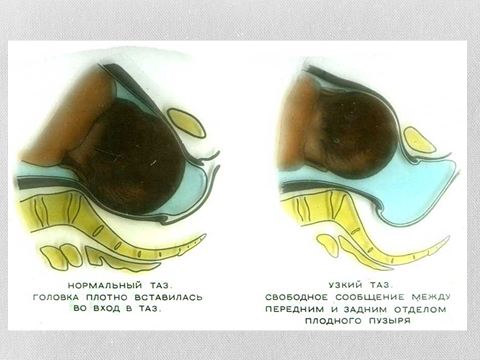 НОРМАЛЬНЫЙ ТАЗ.
ГОЛОВКА ПЛОТНО ВСТАВИЛАСЬ
ВО ВХОД В ТАЗ.
УЗКИЙ ТАЗ.
СВОБОДНОЕ СООБЩЕНИЕ МЕЖДУ
ПЕРЕДНИМ И ЗАДНИМ ОТДЕЛОМ
ПЛОДНОГО ПУЗЫРЯ